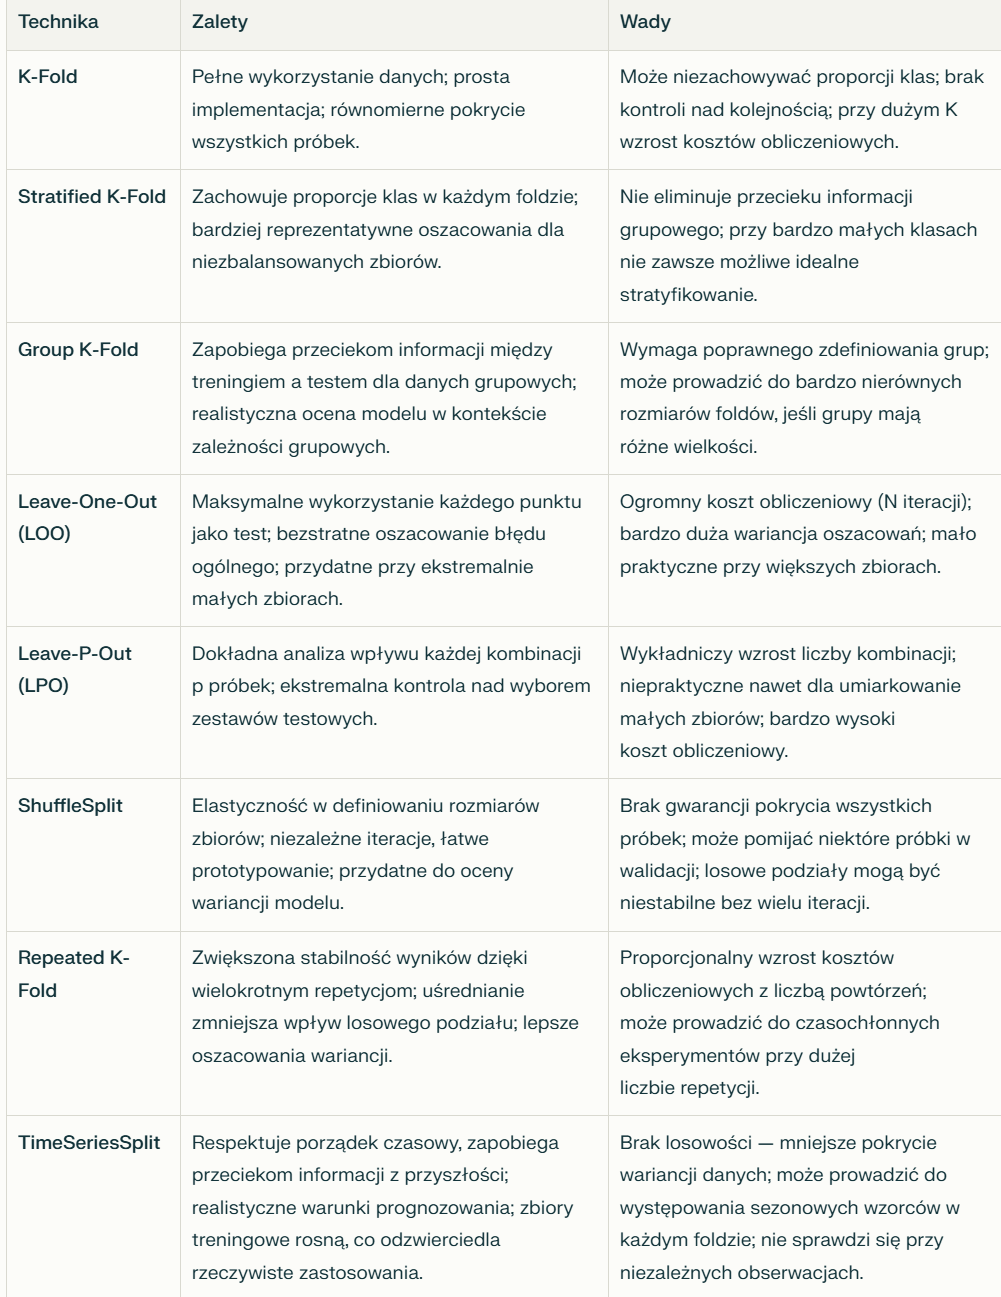 Technika
Zalety
Wady
K-Fold
Pełne wykorzystanie danych; prosta
implementacja; równomierne pokrycie
wszystkich próbek.
Może niezachowywać proporcji klas; brak
kontroli nad kolejnością; przy dużym K
wzrost kosztów obliczeniowych.
Stratified K-Fold
Zachowuje proporcje klas w każdym foldzie;
bardziej reprezentatywne oszacowania dla
niezbalansowanych zbiorów.
Nie eliminuje przecieku informacji
grupowego; przy bardzo małych klasach
nie zawsze możliwe idealne
stratyfikowanie.
Group K-Fold
Zapobiega przeciekom informacji między
treningiem a testem dla danych grupowych;
realistyczna ocena modelu w kontekście
zależności grupowych.
Wymaga poprawnego zdefiniowania grup;
może prowadzić do bardzo nierównych
rozmiarów foldów, jeśli grupy mają
różne wielkości.
Leave-One-Out
(LOO)
Maksymalne wykorzystanie każdego punktu
jako test; bezstratne oszacowanie błędu
ogólnego; przydatne przy ekstremalnie
małych zbiorach.
Ogromny koszt obliczeniowy (N iteracji);
bardzo duża wariancja oszacowań; mało
praktyczne przy większych zbiorach.
Leave-P-Out
(LPO)
Dokładna analiza wpływu każdej kombinacji
p próbek; ekstremalna kontrola nad wyborem
zestawów testowych.
Wykładniczy wzrost liczby kombinacji;
niepraktyczne nawet dla umiarkowanie
małych zbiorów; bardzo wysoki
koszt obliczeniowy.
ShuffleSplit
Elastyczność w definiowaniu rozmiarów
zbiorów; niezależne iteracje, łatwe
prototypowanie; przydatne do oceny
wariancji modelu.
Brak gwarancji pokrycia wszystkich
próbek; może pomijać niektóre próbki w
walidacji; losowe podziały mogą być
niestabilne bez wielu iteracji.
Repeated K-
Fold
Zwiększona stabilność wyników dzięki
wielokrotnym repetycjom; uśrednianie
zmniejsza wpływ losowego podziału; lepsze
oszacowania wariancji.
Proporcjonalny wzrost kosztów
obliczeniowych z liczbą powtórzeń;
może prowadzić do czasochłonnych
eksperymentów przy dużej
liczbie repetycji.
TimeSeriesSplit
Respektuje porządek czasowy, zapobiega
przeciekom informacji z przyszłości;
realistyczne warunki prognozowania; zbiory
treningowe rosną, co odzwierciedla
rzeczywiste zastosowania.
Brak losowości — mniejsze pokrycie
wariancji danych; może prowadzić do
występowania sezonowych wzorców w
każdym foldzie; nie sprawdzi się przy
niezależnych obserwacjach.